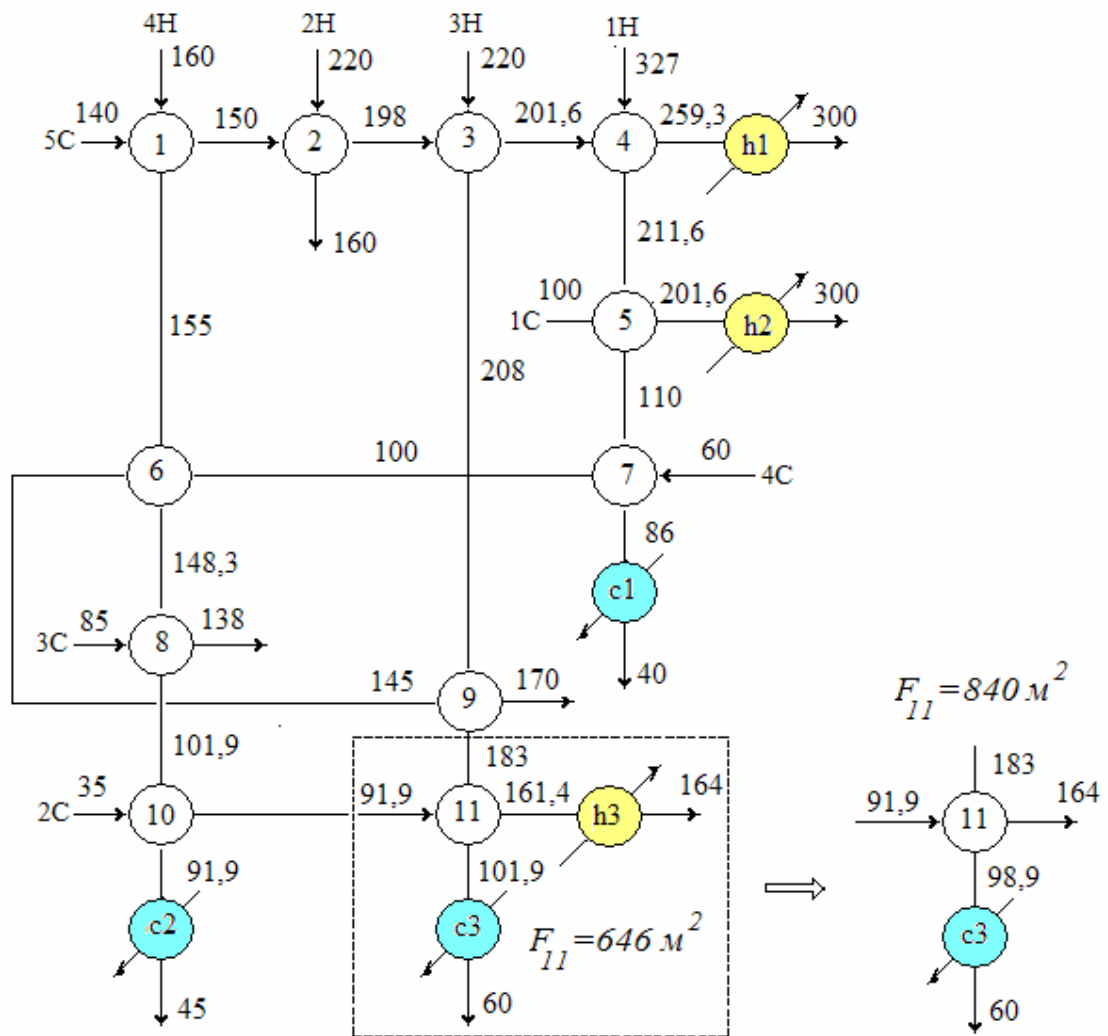 4H 2H 3H 1H
160 220 220 327
140 150 198 201,6 259,3 300
5C 1 2 3 4 h1
160 211,6
100 201,6 300
155 1C 5 h2
208 110
100 60
6 7 4C
148,3 86
85 138 c1
3C 8
145 170 40
9
F11=840 м²
101,9 183 183
35 91,9 161,4 164 91,9 164
2C 10 11 h3 11
91,9 101,9 98,9
c2 c3 F11=646 м² c3
45 60 60